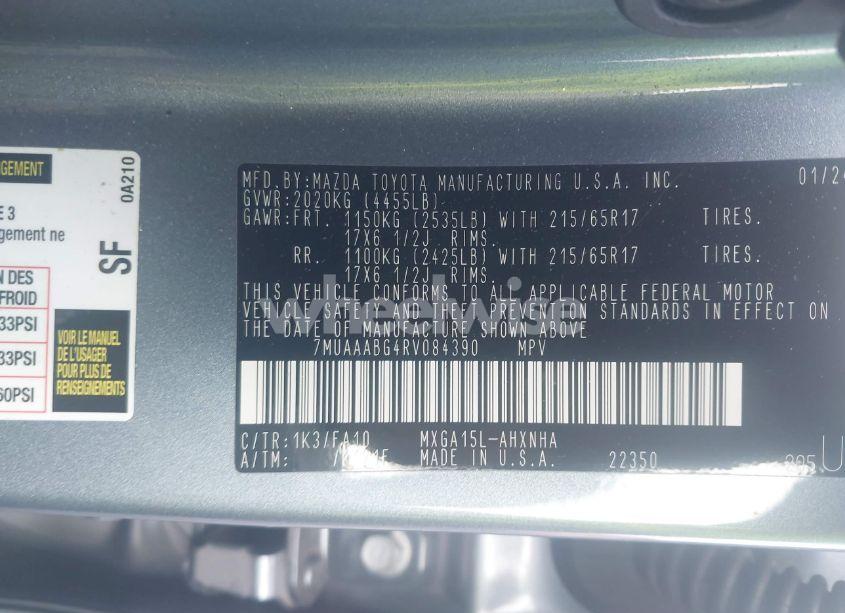 GEMENT
0A210
E 3
gement ne
SF
N DES
FROID
33PSI
33PSI
60PSI
VOIR LE MANUEL
DE L'USAGER
POUR PLUS DE
RENSEIGNEMENTS
MFD.BY:MAZDA TOYOTA MANUFACTURING U.S.A. INC. 01/24
GVWR:2020KG (4455LB)
GAWR:FRT. 1150KG (2535LB) WITH 215/65R17 TIRES.
17X6 1/2J. RIMS.
RR. 1100KG (2425LB) WITH 215/65R17 TIRES.
17X6 1/2J. RIMS.
THIS VEHICLE CONFORMS TO ALL APPLICABLE FEDERAL MOTOR
VEHICLE SAFETY AND THEFT PREVENTION STANDARDS IN EFFECT ON
THE DATE OF MANUFACTURE SHOWN ABOVE
7MUAAABG4RV084390 MPV
wheelwise
C/TR:1K3/FA10 MXGA15L-AHXNHA
A/TM: MADE IN U.S.A. 22350 U